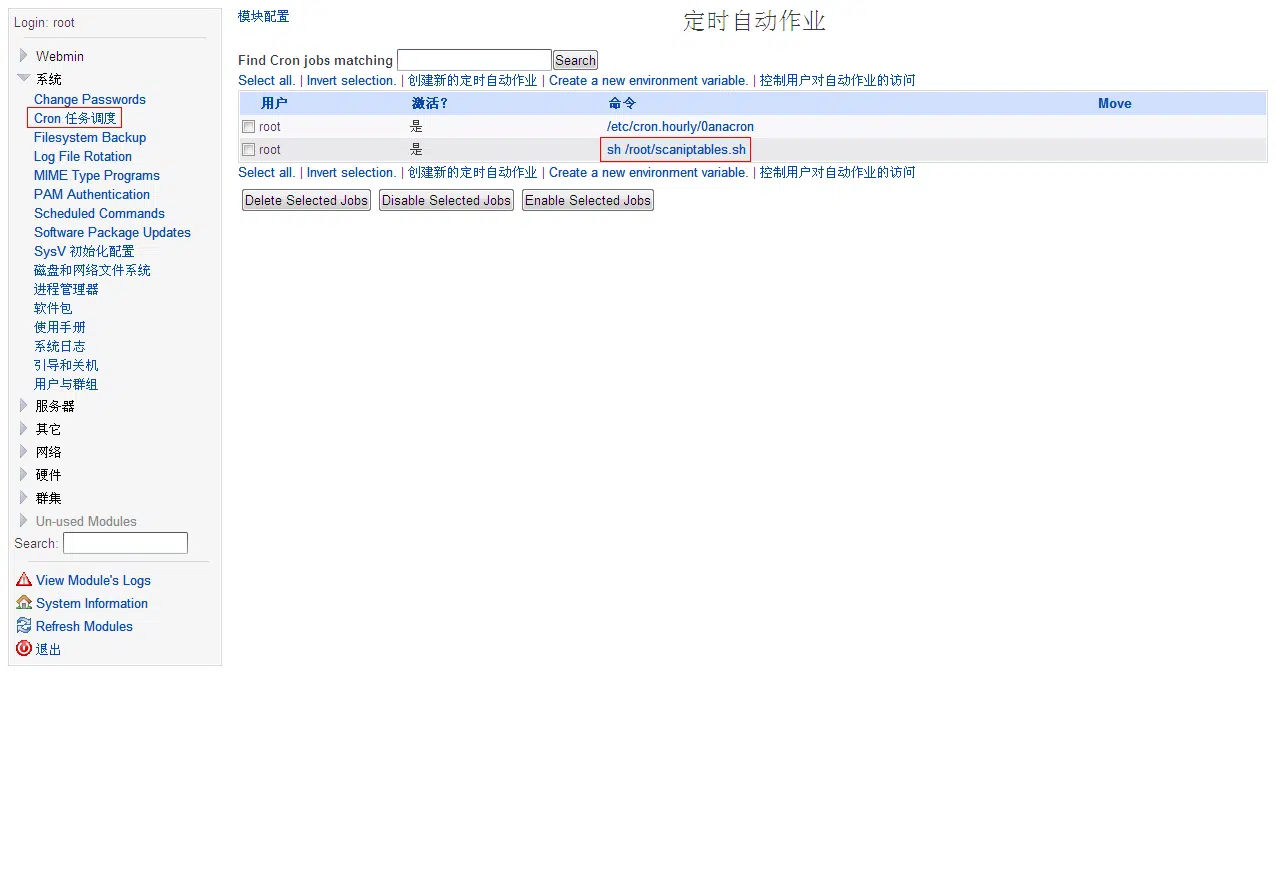 Login: root
Webmin
系统
Change Passwords
Cron 任务调度
Filesystem Backup
Log File Rotation
MIME Type Programs
PAM Authentication
Scheduled Commands
Software Package Updates
SysV 初始化配置
磁盘和网络文件系统
进程管理器
软件包
使用手册
系统日志
引导和关机
用户与群组
服务器
其它
网络
硬件
群集
Un-used Modules
Search:
View Module's Logs
System Information
Refresh Modules
退出
模块配置
定时自动作业
Find Cron jobs matching Search
Select all. | Invert selection. | 创建新的定时自动作业 | Create a new environment variable. | 控制用户对自动作业的访问
用户 激活? 命令 Move
root 是 /etc/cron.hourly/0anacron
root 是 sh /root/scaniptables.sh
Select all. | Invert selection. | 创建新的定时自动作业 | Create a new environment variable. | 控制用户对自动作业的访问
Delete Selected Jobs Disable Selected Jobs Enable Selected Jobs